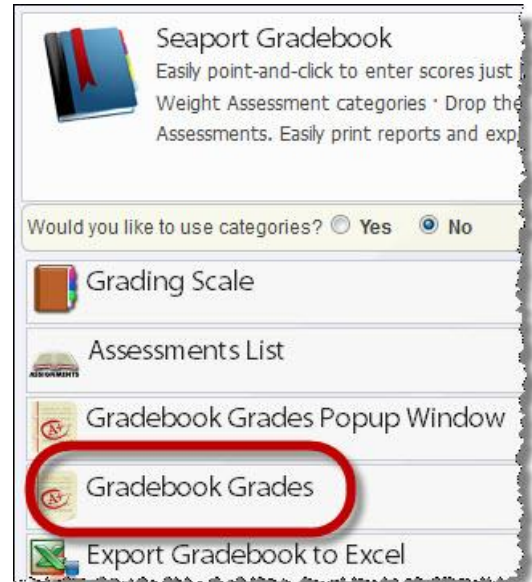 Seaport Gradebook
Easily point-and-click to enter scores just
Weight Assessment categories · Drop the
Assessments. Easily print reports and exp
Would you like to use categories? Yes No
Grading Scale
Assessments List
ASSIGNMENTS
Gradebook Grades Popup Window
A+
Gradebook Grades
A+
Export Gradebook to Excel